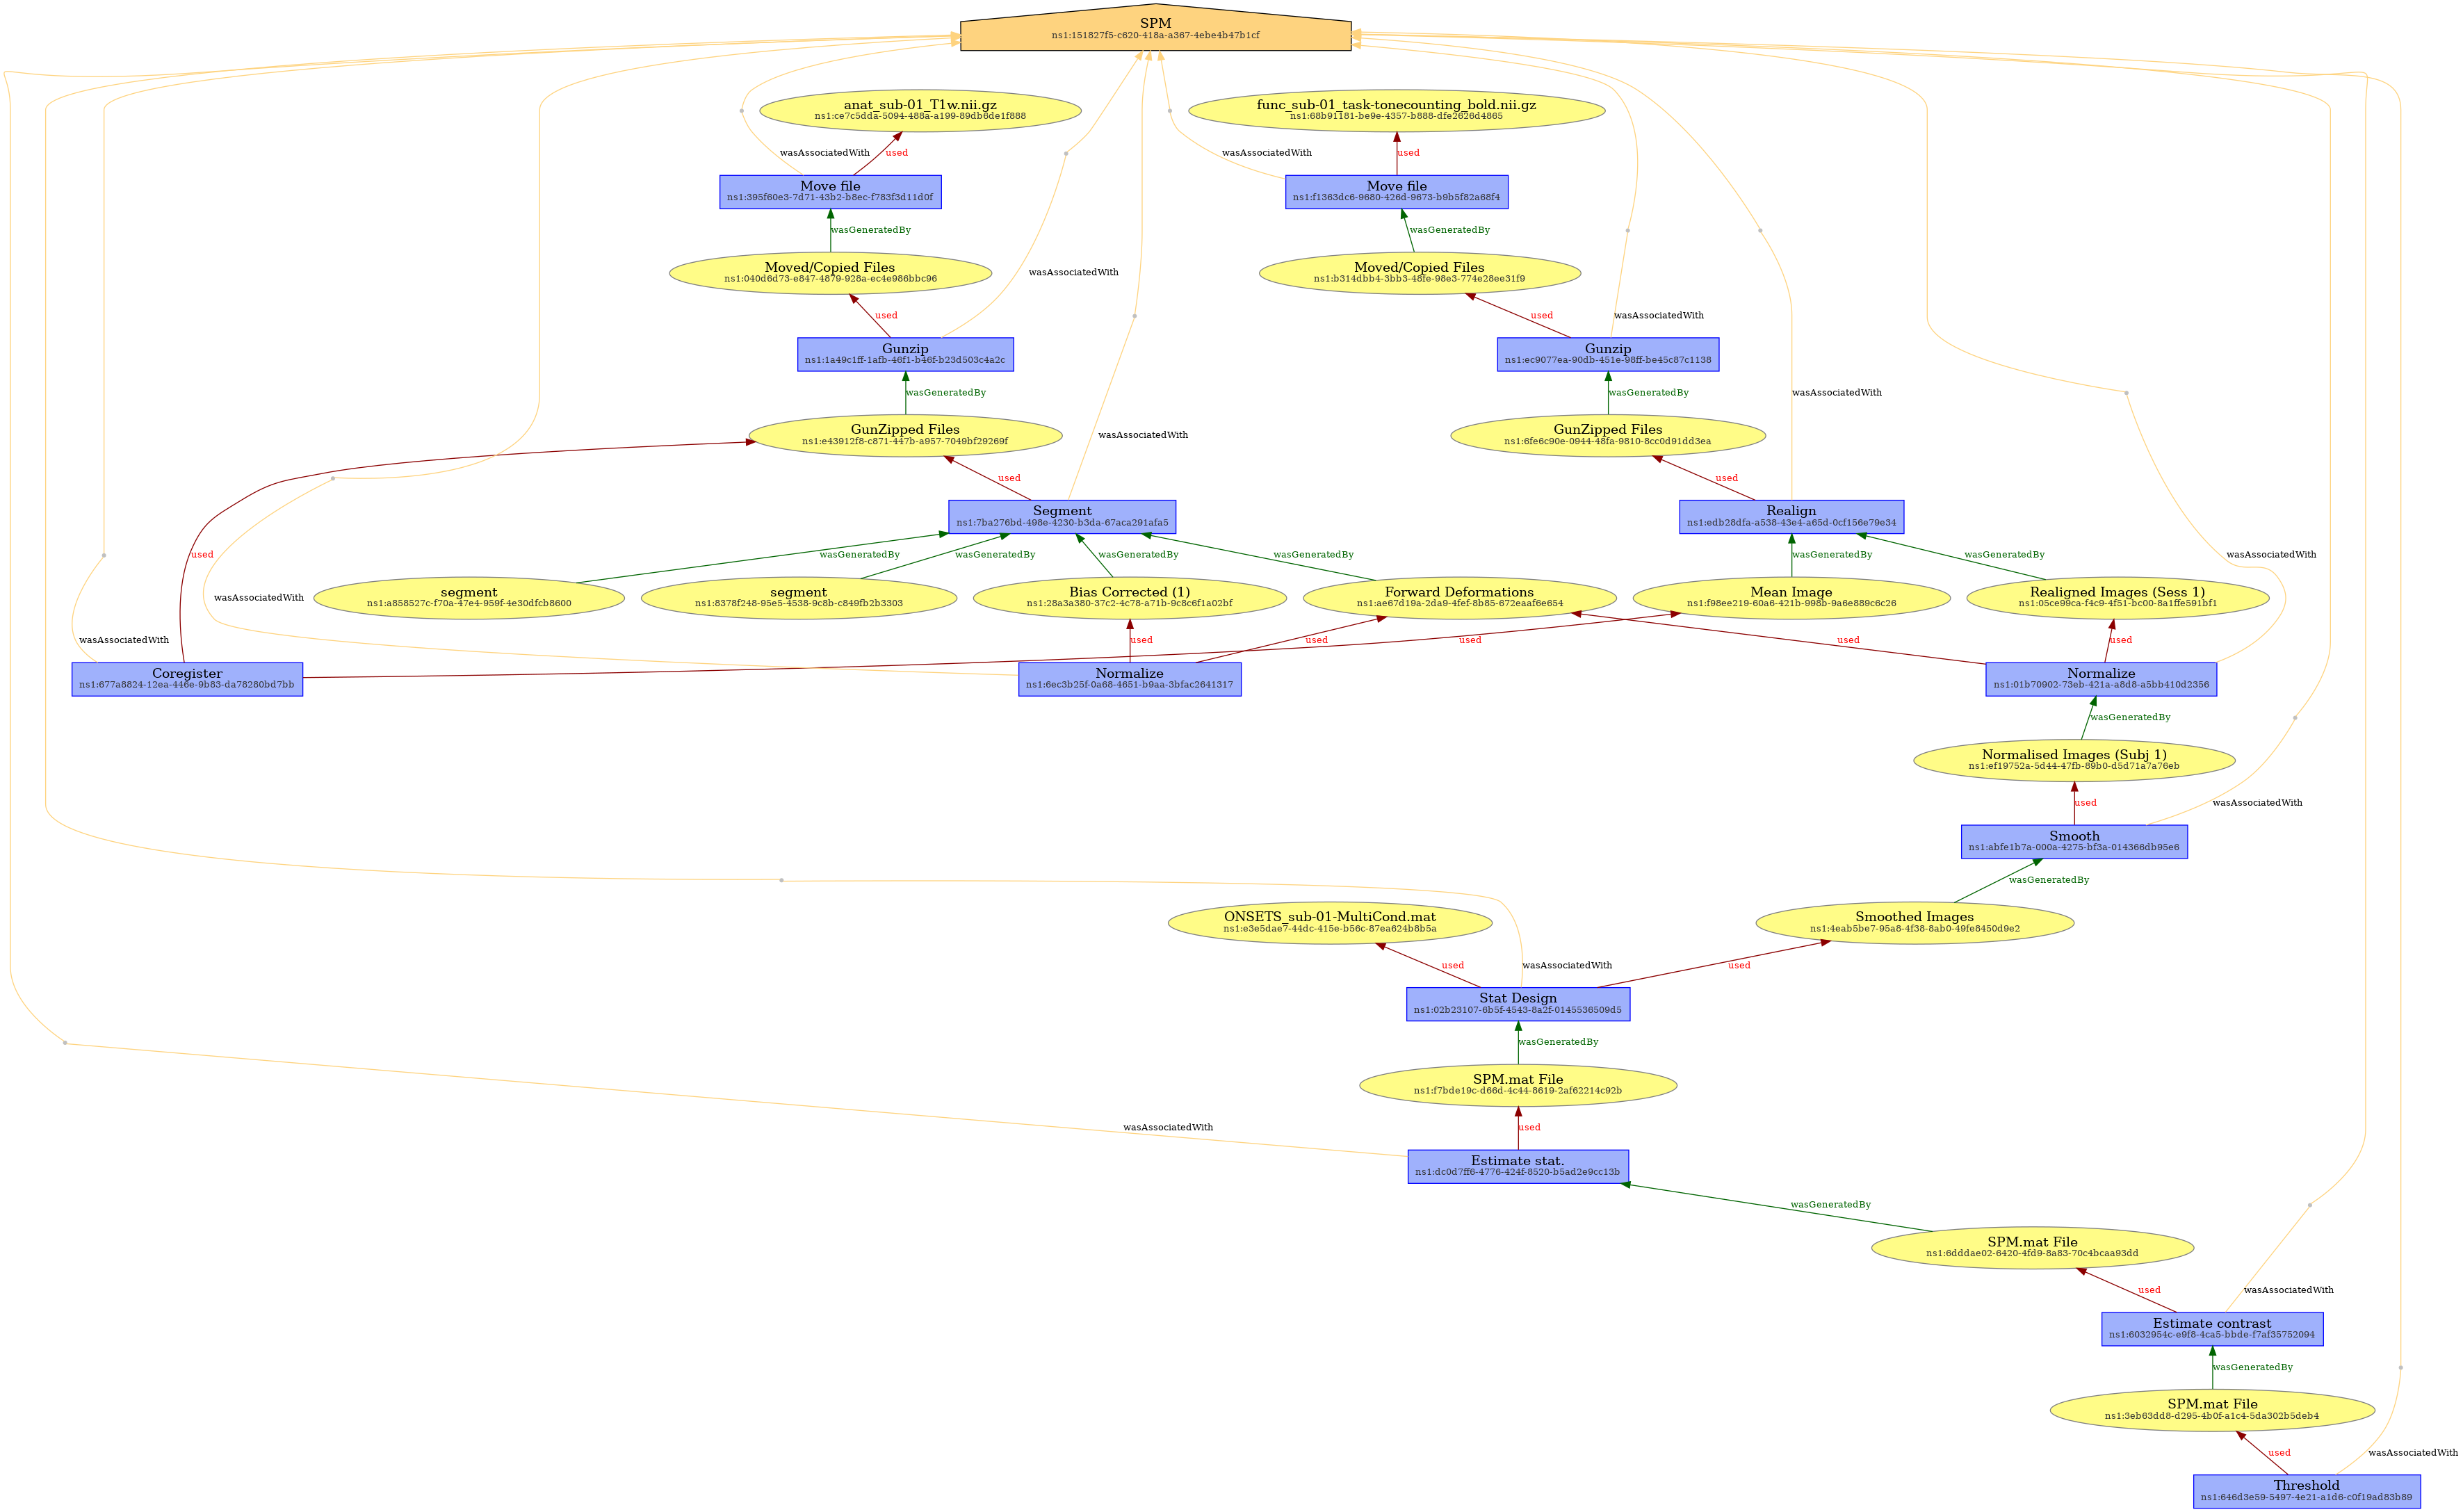 SPM
ns1:151827f5-c620-418a-a367-4ebe4b47b1cf
anat_sub-01_T1w.nii.gz
ns1:ce7c5dda-5094-488a-a199-89db6de1f888
func_sub-01_task-tonecounting_bold.nii.gz
ns1:68b91181-be9e-4357-b888-dfe2626d4865
wasAssociatedWith
used
wasAssociatedWith
used
Move file
ns1:395f60e3-7d71-43b2-b8ec-f783f3d11d0f
Move file
ns1:f1363dc6-9680-426d-9673-b9b5f82a68f4
wasGeneratedBy
wasGeneratedBy
Moved/Copied Files
ns1:040d6d73-e847-4879-928a-ec4e986bbc96
wasAssociatedWith
Moved/Copied Files
ns1:b314dbb4-3bb3-48fe-98e3-774e28ee31f9
used
used
wasAssociatedWith
Gunzip
ns1:1a49c1ff-1afb-46f1-b46f-b23d503c4a2c
Gunzip
ns1:ec9077ea-90db-451e-98ff-be45c87c1138
wasGeneratedBy
wasGeneratedBy
wasAssociatedWith
GunZipped Files
ns1:e43912f8-c871-447b-a957-7049bf29269f
wasAssociatedWith
GunZipped Files
ns1:6fe6c90e-0944-48fa-9810-8cc0d91dd3ea
used
used
Segment
ns1:7ba276bd-498e-4230-b3da-67aca291afa5
Realign
ns1:edb28dfa-a538-43e4-a65d-0cf156e79e34
used
wasGeneratedBy
wasGeneratedBy
wasGeneratedBy
wasGeneratedBy
wasGeneratedBy
wasGeneratedBy
wasAssociatedWith
wasAssociatedWith
segment
ns1:a858527c-f70a-47e4-959f-4e30dfcb8600
segment
ns1:8378f248-95e5-4538-9c8b-c849fb2b3303
Bias Corrected (1)
ns1:28a3a380-37c2-4c78-a71b-9c8c6f1a02bf
Forward Deformations
ns1:ae67d19a-2da9-4fef-8b85-672eaaf6e654
Mean Image
ns1:f98ee219-60a6-421b-998b-9a6e889c6c26
Realigned Images (Sess 1)
ns1:05ce99ca-f4c9-4f51-bc00-8a1ffe591bf1
wasAssociatedWith
used
used
used
used
used
Coregister
ns1:677a8824-12ea-446e-9b83-da78280bd7bb
Normalize
ns1:6ec3b25f-0a68-4651-b9aa-3bfac2641317
Normalize
ns1:01b70902-73eb-421a-a8d8-a5bb410d2356
wasGeneratedBy
Normalised Images (Subj 1)
ns1:ef19752a-5d44-47fb-89b0-d5d71a7a76eb
used
wasAssociatedWith
Smooth
ns1:abfe1b7a-000a-4275-bf3a-014366db95e6
wasGeneratedBy
ONSETS_sub-01-MultiCond.mat
ns1:e3e5dae7-44dc-415e-b56c-87ea624b8b5a
Smoothed Images
ns1:4eab5be7-95a8-4f38-8ab0-49fe8450d9e2
used
wasAssociatedWith
used
Stat Design
ns1:02b23107-6b5f-4543-8a2f-0145536509d5
wasGeneratedBy
SPM.mat File
ns1:f7bde19c-d66d-4c44-8619-2af62214c92b
wasAssociatedWith
used
Estimate stat.
ns1:dc0d7ff6-4776-424f-8520-b5ad2e9cc13b
wasGeneratedBy
SPM.mat File
ns1:6dddae02-6420-4fd9-8a83-70c4bcaa93dd
used
wasAssociatedWith
Estimate contrast
ns1:6032954c-e9f8-4ca5-bbde-f7af35752094
wasGeneratedBy
SPM.mat File
ns1:3eb63dd8-d295-4b0f-a1c4-5da302b5deb4
used
wasAssociatedWith
Threshold
ns1:646d3e59-5497-4e21-a1d6-c0f19ad83b89